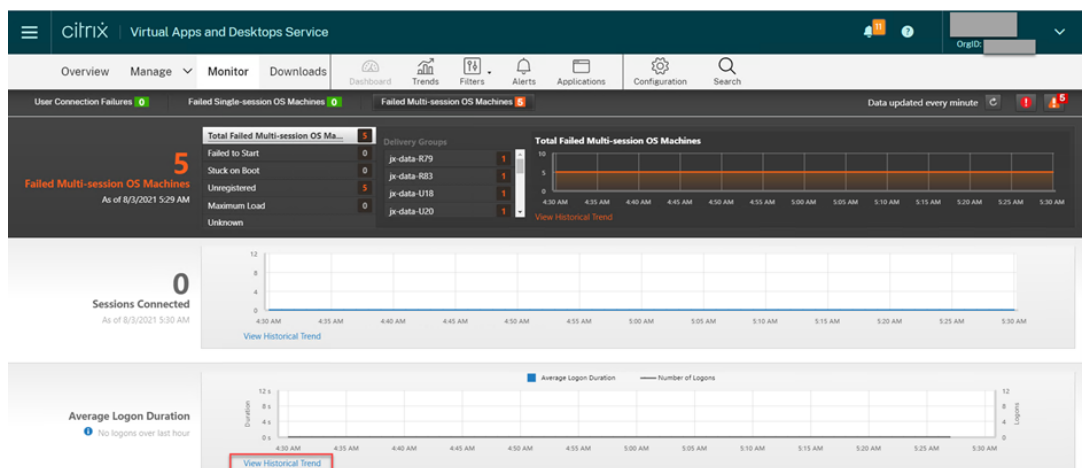 citrix | Virtual Apps and Desktops Service 11 ?
OrgID:
Overview Manage Monitor Downloads Dashboard Trends Filters Alerts Applications Configuration Search
User Connection Failures 0 Failed Single-session OS Machines 0 Failed Multi-session OS Machines 5 Data updated every minute 5
5
Failed Multi-session OS Machines
As of 8/3/2021 5:29 AM
Total Failed Multi-session OS Ma... 5
Failed to Start 0
Stuck on Boot 0
Unregistered 5
Maximum Load 0
Unknown
Delivery Groups
jx-data-R79 1
jx-data-R83 1
jx-data-U18 1
jx-data-U20 1
Total Failed Multi-session OS Machines
10
5
0
4:30 AM 4:35 AM 4:40 AM 4:45 AM 4:50 AM 4:55 AM 5:00 AM 5:05 AM 5:10 AM 5:15 AM 5:20 AM 5:25 AM 5:30 AM
View Historical Trend
0
Sessions Connected
As of 8/3/2021 5:30 AM
12
8
4
0
4:30 AM 4:35 AM 4:40 AM 4:45 AM 4:50 AM 4:55 AM 5:00 AM 5:05 AM 5:10 AM 5:15 AM 5:20 AM 5:25 AM 5:30 AM
View Historical Trend
Average Logon Duration
No logons over last hour
Average Logon Duration Number of Logons
Duration
12 s
8 s
4 s
0 s
12
8
4
0
Logons
4:30 AM 4:35 AM 4:40 AM 4:45 AM 4:50 AM 4:55 AM 5:00 AM 5:05 AM 5:10 AM 5:15 AM 5:20 AM 5:25 AM 5:30 AM
View Historical Trend